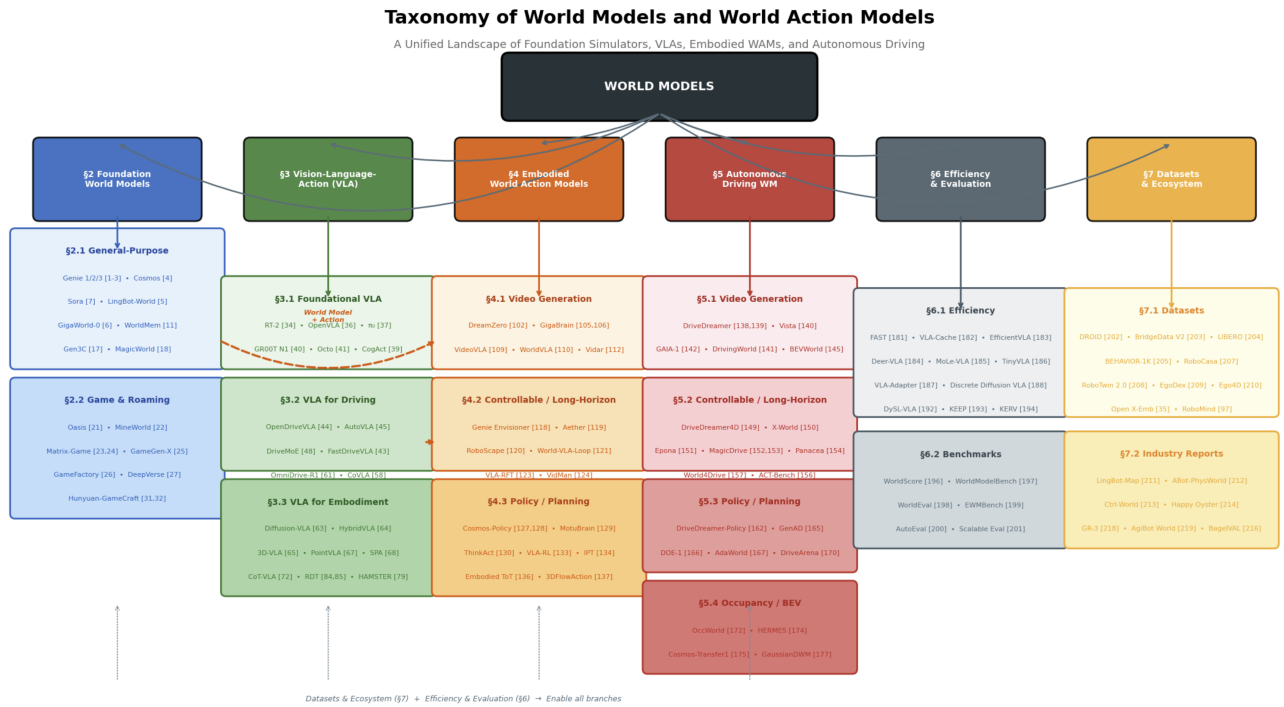 Taxonomy of World Models and World Action Models
A Unified Landscape of Foundation Simulators, VLAs, Embodied WAMs, and Autonomous Driving
WORLD MODELS
§2 Foundation
World Models
§3 Vision-Language-
Action (VLA)
§4 Embodied
World Action Models
§5 Autonomous
Driving WM
§6 Efficiency
& Evaluation
§7 Datasets
& Ecosystem
§2.1 General-Purpose
Genie 1/2/3 [1-3] • Cosmos [4]
Sora [7] • LingBot-World [5]
GigaWorld-0 [6] • WorldMem [11]
Gen3C [17] • MagicWorld [18]
§2.2 Game & Roaming
Oasis [21] • MineWorld [22]
Matrix-Game [23,24] • GameGen-X [25]
GameFactory [26] • DeepVerse [27]
Hunyuan-GameCraft [31,32]
§3.1 Foundational VLA
World Model
+ Action
RT-2 [34] • OpenVLA [36] • π₀ [37]
GR00T N1 [40] • Octo [41] • CogAct [39]
§3.2 VLA for Driving
OpenDriveVLA [44] • AutoVLA [45]
DriveMoE [48] • FastDriveVLA [43]
OmniDrive-R1 [61] • CoVLA [58]
§3.3 VLA for Embodiment
Diffusion-VLA [63] • HybridVLA [64]
3D-VLA [65] • PointVLA [67] • SPA [68]
CoT-VLA [72] • RDT [84,85] • HAMSTER [79]
§4.1 Video Generation
DreamZero [102] • GigaBrain [105,106]
VideoVLA [109] • WorldVLA [110] • Vidar [112]
§4.2 Controllable / Long-Horizon
Genie Envisioner [118] • Aether [119]
RoboScape [120] • World-VLA-Loop [121]
VLA-RFT [123] • VidMan [124]
§4.3 Policy / Planning
Cosmos-Policy [127,128] • MotuBrain [129]
ThinkAct [130] • VLA-RL [133] • IPT [134]
Embodied ToT [136] • 3DFlowAction [137]
§5.1 Video Generation
DriveDreamer [138,139] • Vista [140]
GAIA-1 [142] • DrivingWorld [141] • BEVWorld [145]
§5.2 Controllable / Long-Horizon
DriveDreamer4D [149] • X-World [150]
Epona [151] • MagicDrive [152,153] • Panacea [154]
World4Drive [157] • ACT-Bench [156]
§5.3 Policy / Planning
DriveDreamer-Policy [162] • GenAD [165]
DOE-1 [166] • AdaWorld [167] • DriveArena [170]
§5.4 Occupancy / BEV
OccWorld [172] • HERMES [174]
Cosmos-Transfer1 [175] • GaussianDWM [177]
§6.1 Efficiency
FAST [181] • VLA-Cache [182] • EfficientVLA [183]
Deer-VLA [184] • MoLe-VLA [185] • TinyVLA [186]
VLA-Adapter [187] • Discrete Diffusion VLA [188]
DySL-VLA [192] • KEEP [193] • KERV [194]
§6.2 Benchmarks
WorldScore [196] • WorldModelBench [197]
WorldEval [198] • EWMBench [199]
AutoEval [200] • Scalable Eval [201]
§7.1 Datasets
DROID [202] • BridgeData V2 [203] • LIBERO [204]
BEHAVIOR-1K [205] • RoboCasa [207]
RoboTwin 2.0 [208] • EgoDex [209] • Ego4D [210]
Open X-Emb [35] • RoboMind [97]
§7.2 Industry Reports
LingBot-Map [211] • ABot-PhysWorld [212]
Ctrl-World [213] • Happy Oyster [214]
GR-3 [218] • AgiBot World [219] • BagelVAL [216]
Datasets & Ecosystem (§7) + Efficiency & Evaluation (§6) → Enable all branches